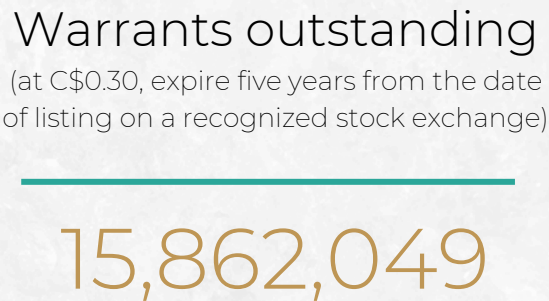 Warrants outstanding
(at C$0.30, expire five years from the date
of listing on a recognized stock exchange)
15,862,049